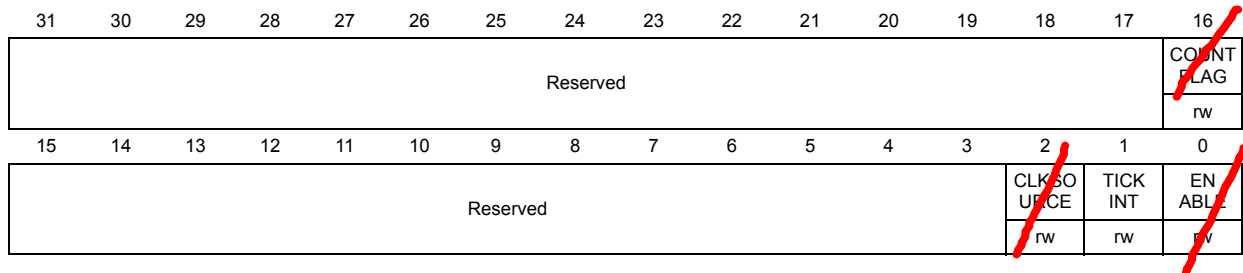 31 30 29 28 27 26 25 24 23 22 21 20 19 18 17 16
Reserved
COUNT
FLAG
rw
15 14 13 12 11 10 9 8 7 6 5 4 3 2 1 0
Reserved
CLKSO
URCE
TICK
INT
EN
ABLE
rw rw rw